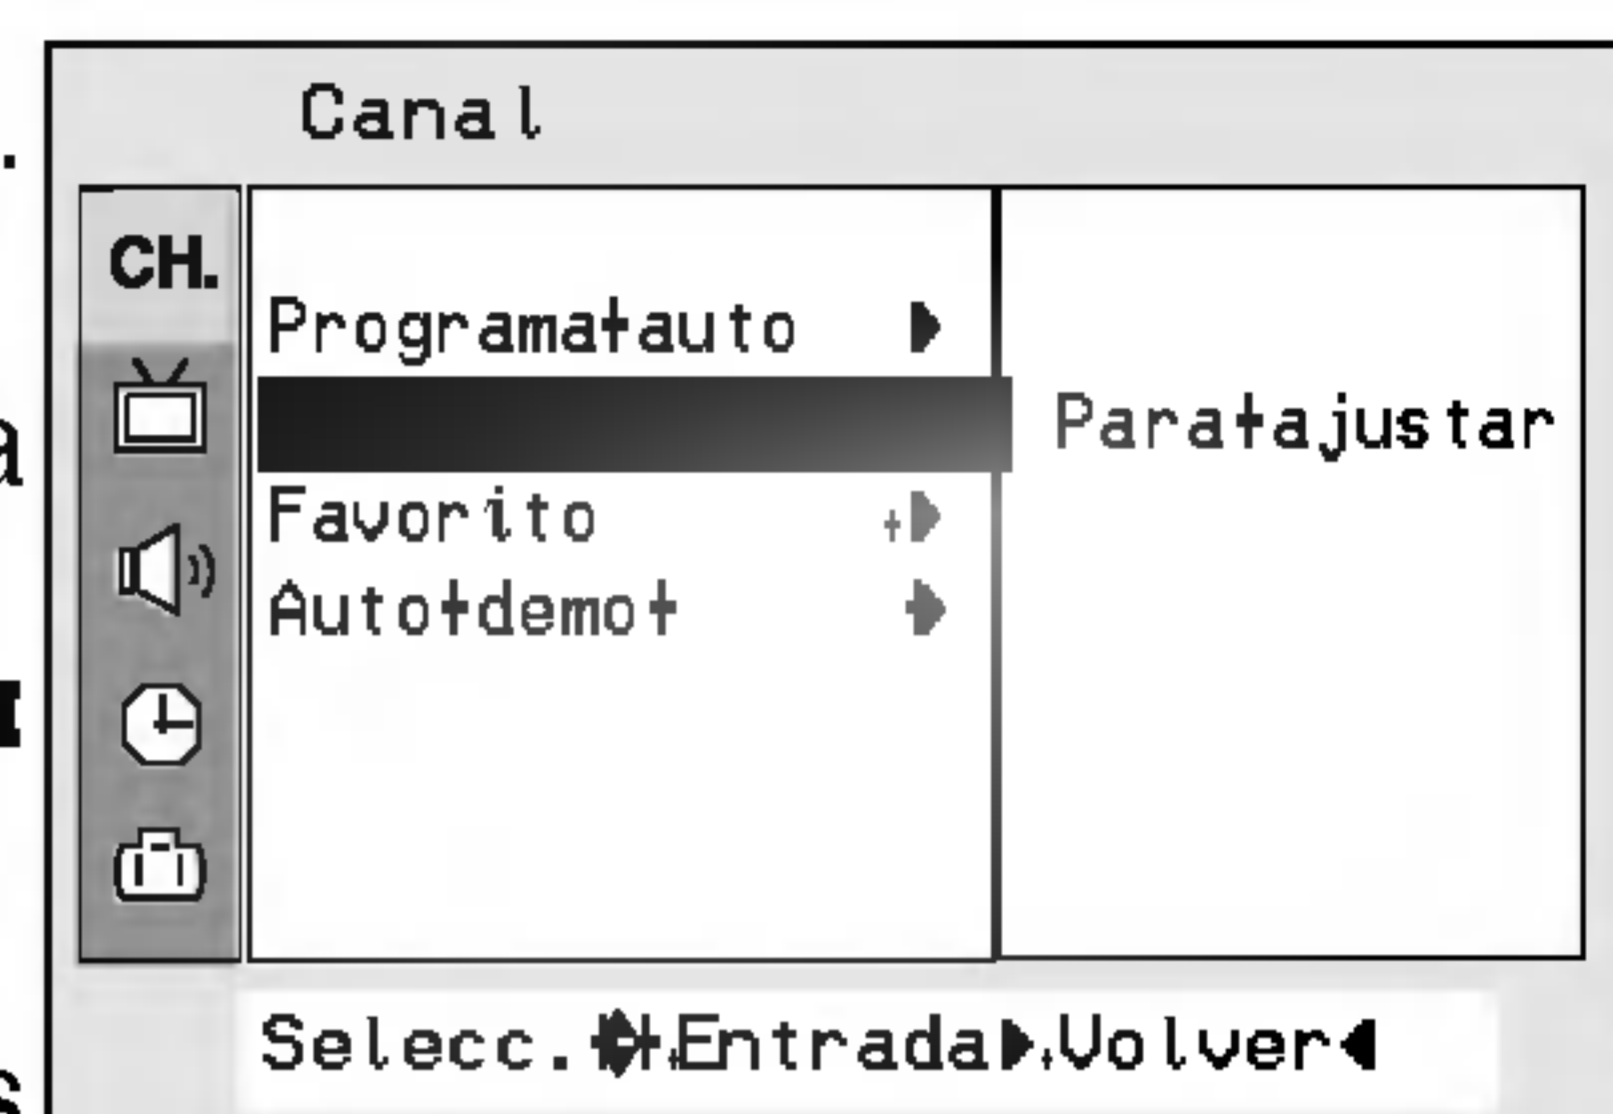 Canal
CH.
Programa auto
Para ajustar
Favorito
Auto demo
Selecc. Entrada Volver